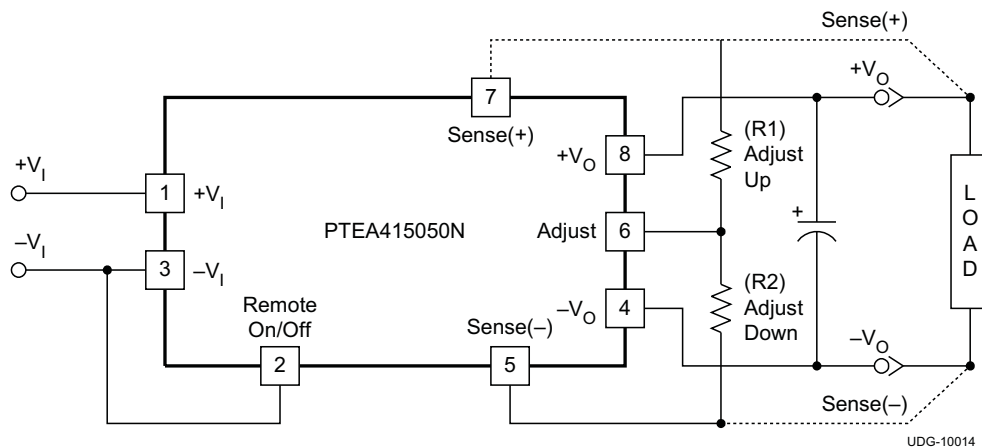 Sense(+)
+VO
7
Sense(+)
(R1)
Adjust
Up
+VO
8
+VI
1
+VI
PTEA415050N
Adjust
6
+
L
O
A
D
–VI
3
–VI
(R2)
Adjust
Down
–VO
4
Remote
On/Off
Sense(–)
–VO
2
5
Sense(–)
UDG-10014